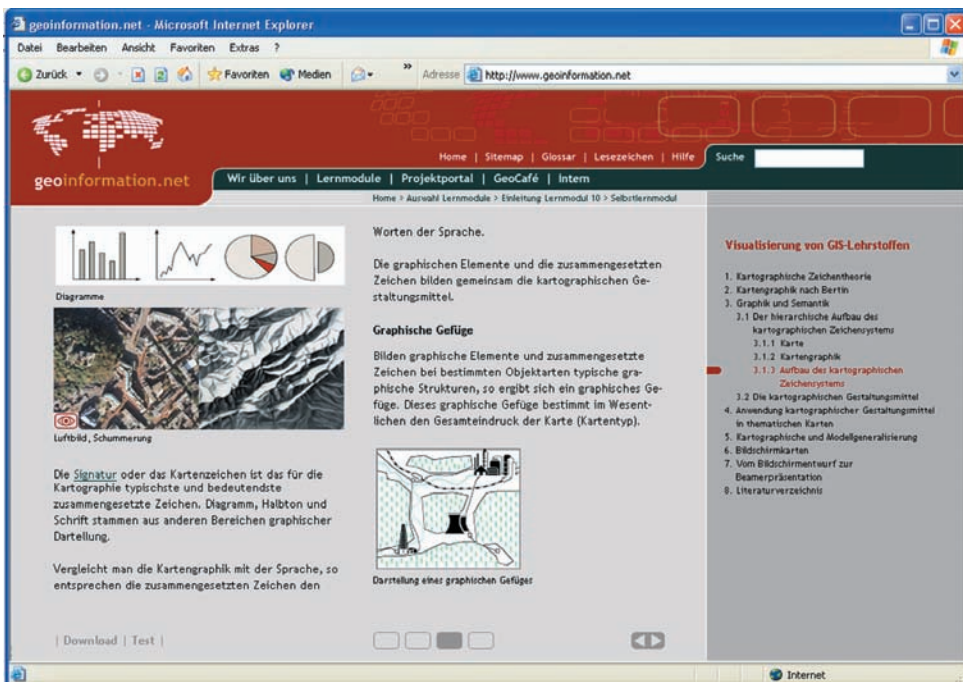 geoinformation.net - Microsoft Internet Explorer
Datei Bearbeiten Ansicht Favoriten Extras ?
Zurück Favoriten Medien » Adresse http://www.geoinformation.net
Home | Sitemap | Glossar | Lesezeichen | Hilfe
Suche
geoinformation.net
Wir über uns | Lernmodule | Projektportal | GeoCafé | Intern
Home > Auswahl Lernmodule > Einleitung Lernmodul 10 > Selbstlernmodul
Diagramme
Luftbild, Schummerung
Die Signatur oder das Kartenzeichen ist das für die
Kartographie typischste und bedeutendste
zusammengesetzte Zeichen. Diagramm, Halbton und
Schrift stammen aus anderen Bereichen graphischer
Dartellung.
Vergleicht man die Kartengraphik mit der Sprache, so
entsprechen die zusammengesetzten Zeichen den
Worten der Sprache.
Die graphischen Elemente und die zusammengesetzten
Zeichen bilden gemeinsam die kartographischen Ge-
staltungsmittel.
Graphische Gefüge
Bilden graphische Elemente und zusammengesetzte
Zeichen bei bestimmten Objektarten typische gra-
phische Strukturen, so ergibt sich ein graphisches Ge-
füge. Dieses graphische Gefüge bestimmt im Wesent-
lichen den Gesamteindruck der Karte (Kartentyp).
Darstellung eines graphischen Gefüges
Visualisierung von GIS-Lehrstoffen
1. Kartographische Zeichentheorie
2. Kartengraphik nach Bertin
3. Graphik und Semantik
3.1 Der hierarchische Aufbau des
kartographischen Zeichensystems
3.1.1 Karte
3.1.2 Kartengraphik
3.1.3 Aufbau des kartographischen
Zeichensystems
3.2 Die kartographischen Gestaltungsmittel
4. Anwendung kartographischer Gestaltungsmittel
in thematischen Karten
5. Kartographische und Modellgeneralisierung
6. Bildschirmkarten
7. Vom Bildschirmentwurf zur
Beamerpräsentation
8. Literaturverzeichnis
| Download | Test |
Internet